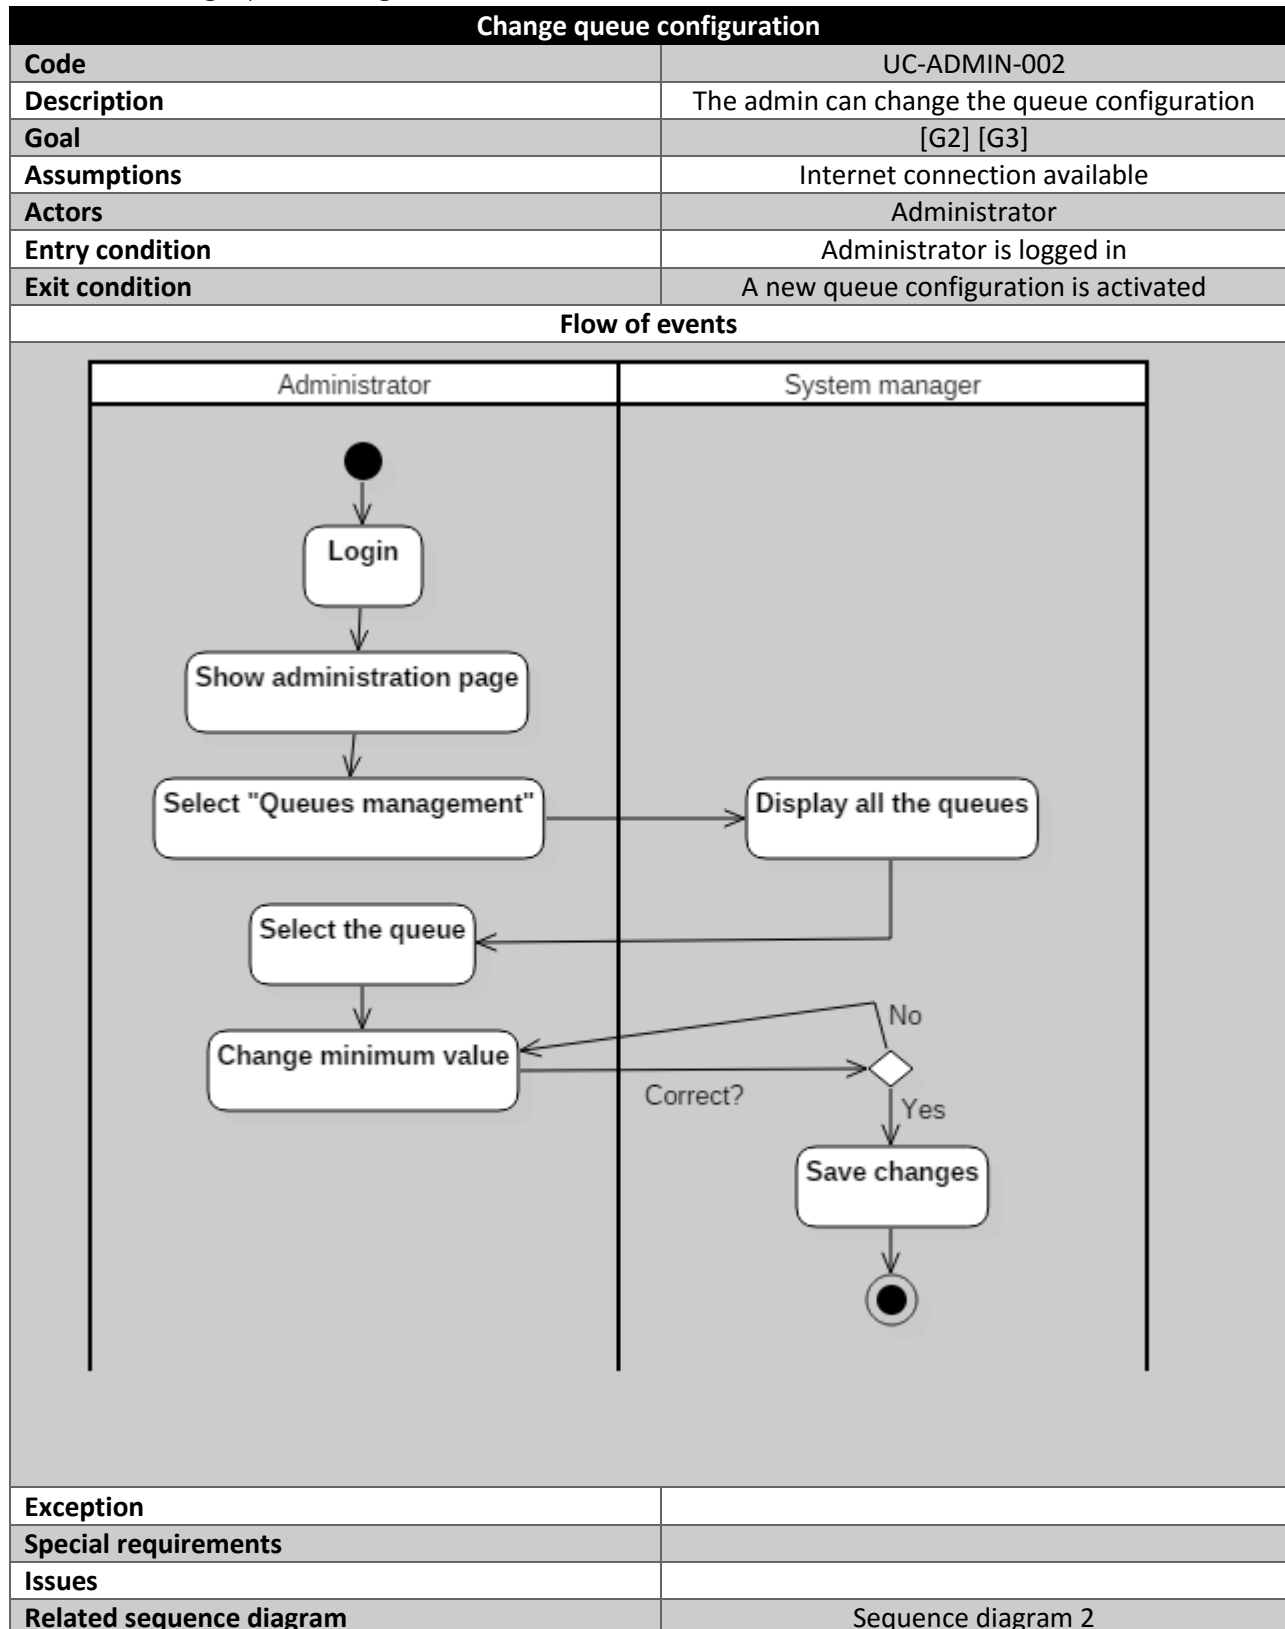 Change queue configuration
Code UC-ADMIN-002
Description The admin can change the queue configuration
Goal [G2] [G3]
Assumptions Internet connection available
Actors Administrator
Entry condition Administrator is logged in
Exit condition A new queue configuration is activated
Flow of events
Administrator System manager
Login
Show administration page
Select "Queues management" Display all the queues
Select the queue
No
Change minimum value
Correct?
Yes
Save changes
Exception
Special requirements
Issues
Related sequence diagram Sequence diagram 2